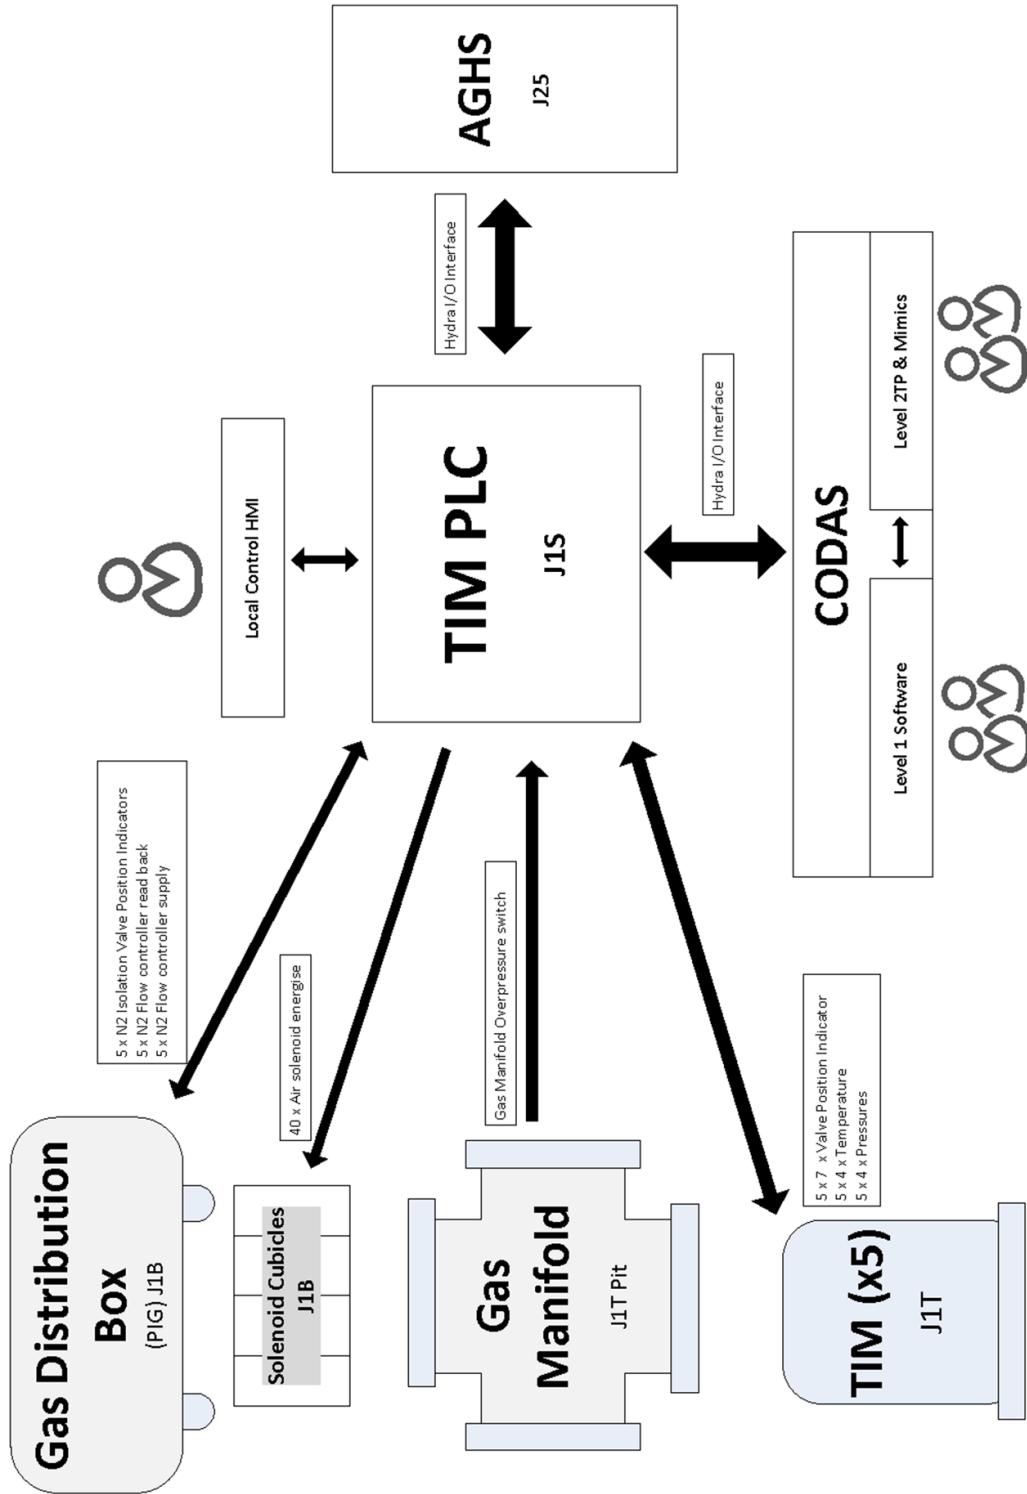 Gas Distribution
Box
(PIG) J1B
5 x N2 Isolation Valve Position Indicators
5 x N2 Flow controller read back
5 x N2 Flow controller supply
Solenoid Cubicles
J1B
40 x Air solenoid energise
Local Control HMI
Gas
Manifold
J1T Pit
Gas Manifold Overpressure switch
TIM PLC
J1S
Hydra I/O Interface
AGHS
J25
TIM (x5)
J1T
5 x 7 x Valve Position Indicator
5 x 4 x Temperature
5 x 4 x Pressures
Hydra I/O Interface
CODAS
Level 1 Software
Level 2TP & Mimics